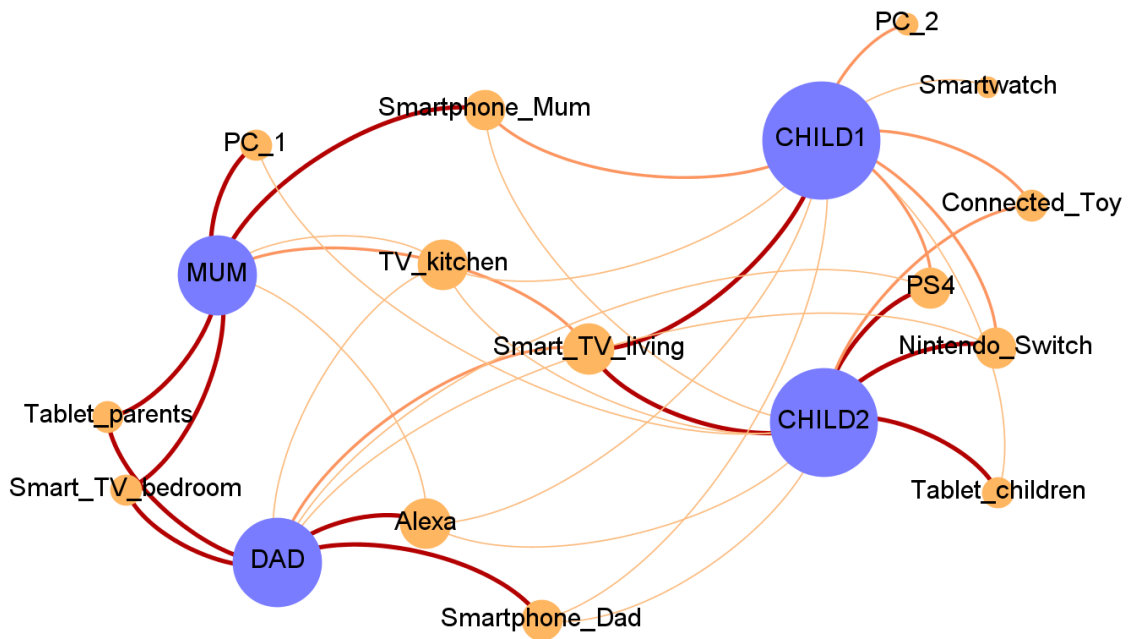 PC_2
Smartwatch
Smartphone_Mum
CHILD1
PC_1
Connected_Toy
TV_kitchen
MUM
PS4
Smart_TV_living
Nintendo_Switch
Tablet_parents
CHILD2
Smart_TV_bedroom
Tablet_children
Alexa
DAD
Smartphone_Dad